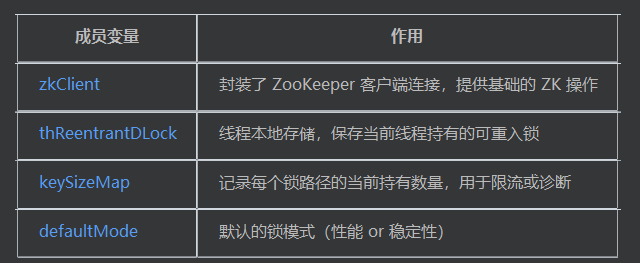 成员变量 作用
zkClient 封装了 ZooKeeper 客户端连接，提供基础的 ZK 操作
thReentrantDLock 线程本地存储，保存当前线程持有的可重入锁
keySizeMap 记录每个锁路径的当前持有数量，用于限流或诊断
defaultMode 默认的锁模式（性能 or 稳定性）